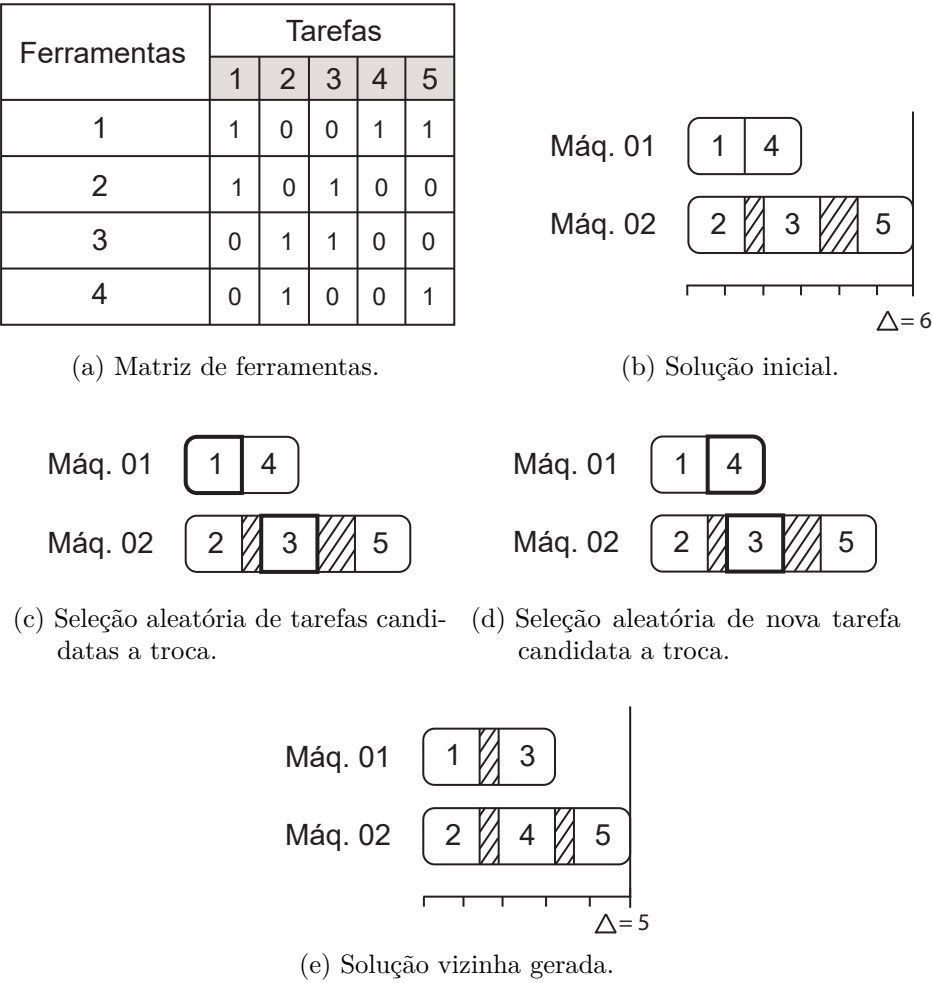 Ferramentas
Tarefas
1 2 3 4 5
1 1 0 0 1 1
2 1 0 1 0 0
3 0 1 1 0 0
4 0 1 0 0 1
(a) Matriz de ferramentas.
Máq. 01 1 4
Máq. 02 2 3 5
△= 6
(b) Solução inicial.
Máq. 01 1 4
Máq. 02 2 3 5
(c) Seleção aleatória de tarefas candi-
datas a troca.
Máq. 01 1 4
Máq. 02 2 3 5
(d) Seleção aleatória de nova tarefa
candidata a troca.
Máq. 01 1 3
Máq. 02 2 4 5
△= 5
(e) Solução vizinha gerada.